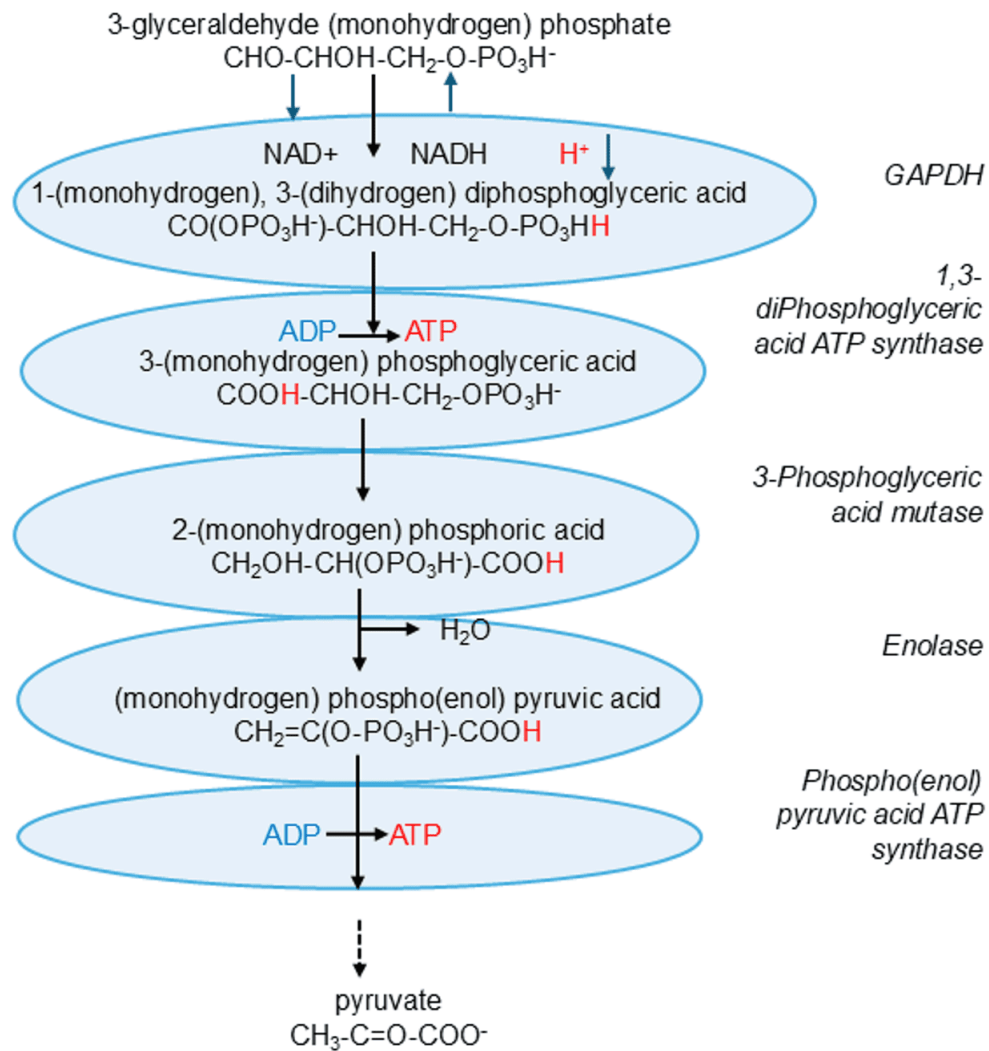 3-glyceraldehyde (monohydrogen) phosphate
CHO-CHOH-CH₂-O-PO₃H⁻
NAD+ NADH H⁺
GAPDH
1-(monohydrogen), 3-(dihydrogen) diphosphoglyceric acid
CO(OPO₃H⁻)-CHOH-CH₂-O-PO₃HH
1,3-
diPhosphoglyceric
acid ATP synthase
ADP ATP
3-(monohydrogen) phosphoglyceric acid
COOH-CHOH-CH₂-OPO₃H⁻
3-Phosphoglyceric
acid mutase
2-(monohydrogen) phosphoric acid
CH₂OH-CH(OPO₃H⁻)-COOH
H₂O
Enolase
(monohydrogen) phospho(enol) pyruvic acid
CH₂=C(O-PO₃H⁻)-COOH
Phospho(enol)
pyruvic acid ATP
synthase
ADP ATP
pyruvate
CH₃-C=O-COO⁻